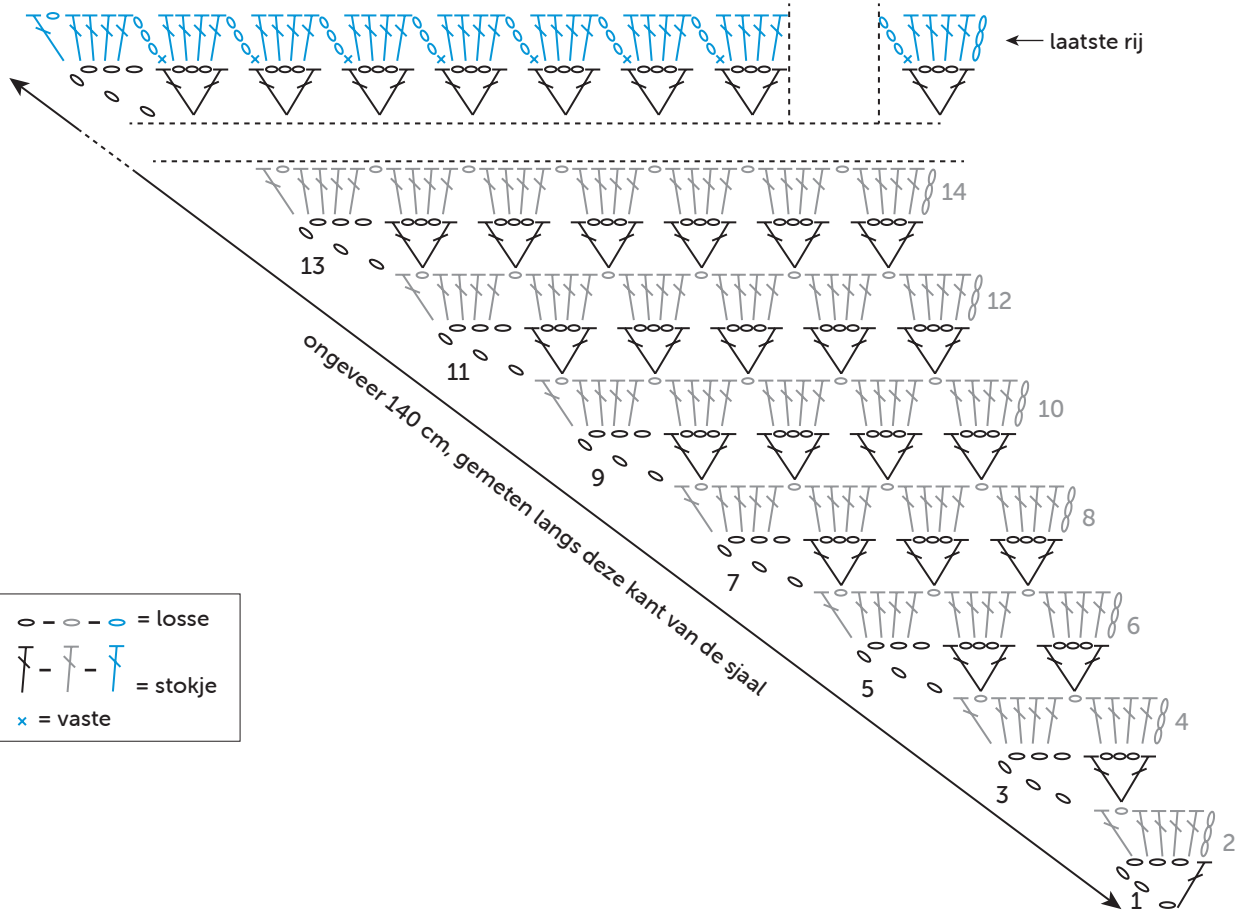 laatste rij
14
13
12
11
ongeveer 140 cm, gemeten langs deze kant van de sjaal
10
9
8
7
= losse
6
= stokje
5
= vaste
4
3
2
1